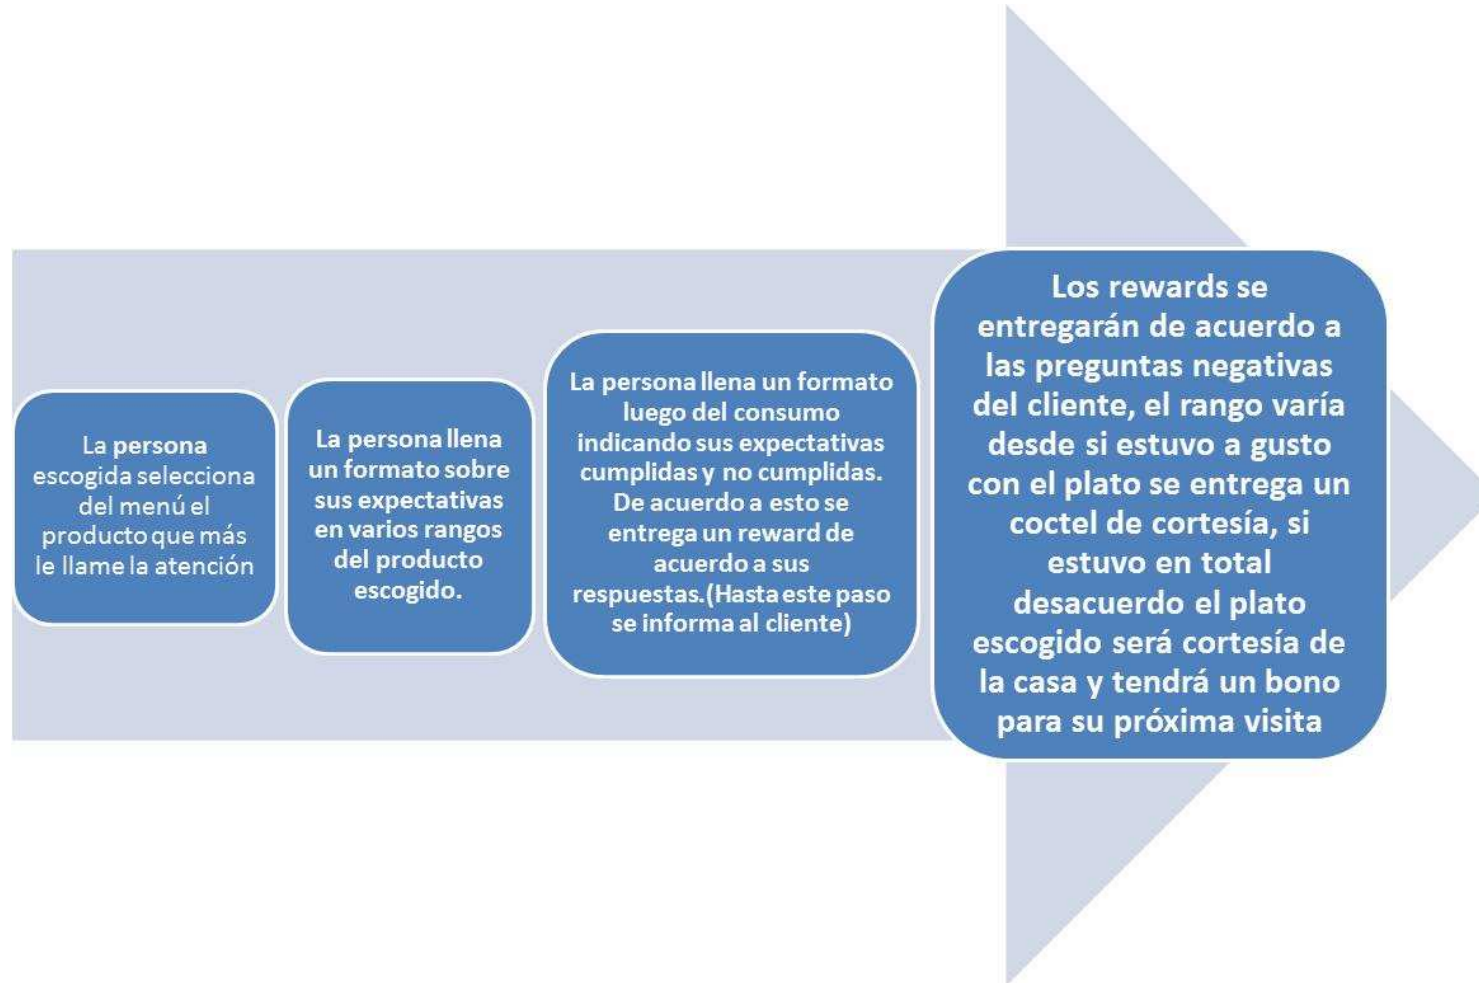 La persona
escogida selecciona
del menú el
producto que más
le llame la atención
La persona llena
un formato sobre
sus expectativas
en varios rangos
del producto
escogido.
La persona llena un formato
luego del consumo
indicando sus expectativas
cumplidas y no cumplidas.
De acuerdo a esto se
entrega un reward de
acuerdo a sus
respuestas.(Hasta este paso
se informa al cliente)
Los rewards se
entregarán de acuerdo a
las preguntas negativas
del cliente, el rango varía
desde si estuvo a gusto
con el plato se entrega un
coctel de cortesía, si
estuvo en total
desacuerdo el plato
escogido será cortesía de
la casa y tendrá un bono
para su próxima visita